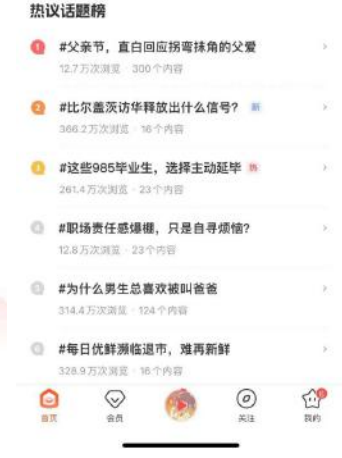 热议话题榜
1 #父亲节，直白回应拐弯抹角的父爱
12.7万次浏览 · 300个内容
2 #比尔盖茨访华释放出什么信号？ 新
366.2万次浏览 · 16个内容
3 #这些985毕业生，选择主动延毕 热
261.4万次浏览 · 23个内容
4 #职场责任感爆棚，只是自寻烦恼?
12.8万次浏览 · 23个内容
5 #为什么男生总喜欢被叫爸爸
314.4万次浏览 · 124个内容
6 #每日优鲜濒临退市，难再新鲜
328.9万次浏览 · 16个内容
首页 会员 关注 我的